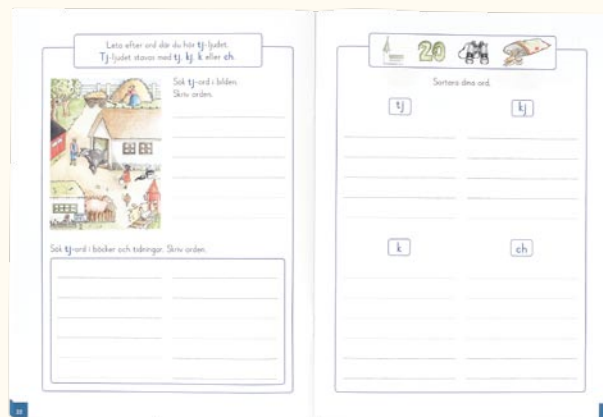 Leta efter ord där du hör tj-ljudet.
Tj-ljudet stavas med tj, kj, k eller ch.
Sök tj-ord i bilden.
Skriv orden.
Sök tj-ord i böcker och tidningar. Skriv orden.
22
20
Sortera dina ord.
tj
kj
k
ch